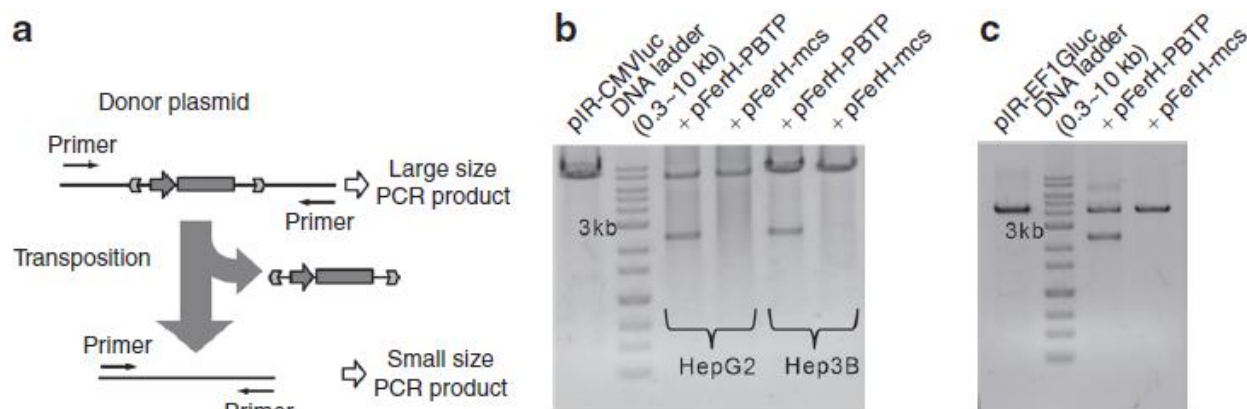 a
Donor plasmid
Primer
Large size
PCR product
Primer
Transposition
Primer
Small size
PCR product
Primer
b
pIR-CMVluc
DNA ladder
(0.3~10 kb)
+ pFerH-PBTP
+ pFerH-mcs
+ pFerH-PBTP
+ pFerH-mcs
3kb
HepG2
Hep3B
c
pIR-EF1Gluc
DNA ladder
(0.3~10 kb)
+ pFerH-PBTP
+ pFerH-mcs
3kb